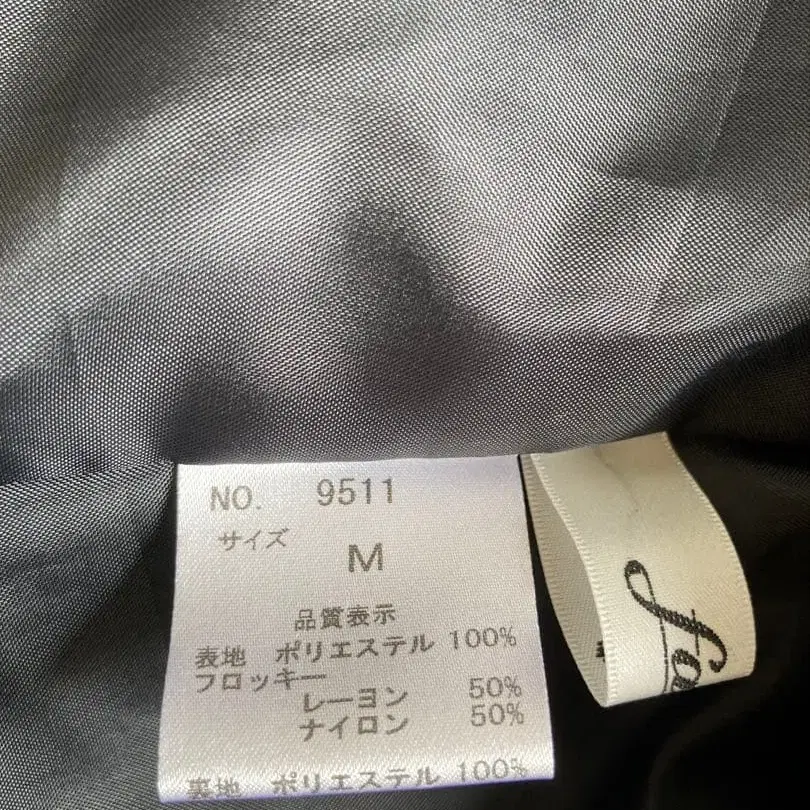 NO. 9511
サイズ
M
品質表示
表地 ポリエステル 100%
フロッキー
レーヨン 50%
ナイロン 50%
裏地 ポリエステル 100%